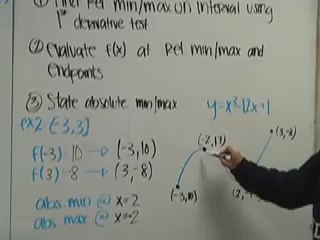 ① Find rel min/max on interval using
1st derivative test
② evaluate f(x) at rel min/max and
endpoints
③ State absolute min/max
y=x³-12x+1
ex 2: [-3,3]
f(-3)=10 → (-3,10)
f(3)=-8 → (3,-8)
abs min @ x=2
abs max @ x=-2
(-2,17)
(3,-8)
(-3,10)